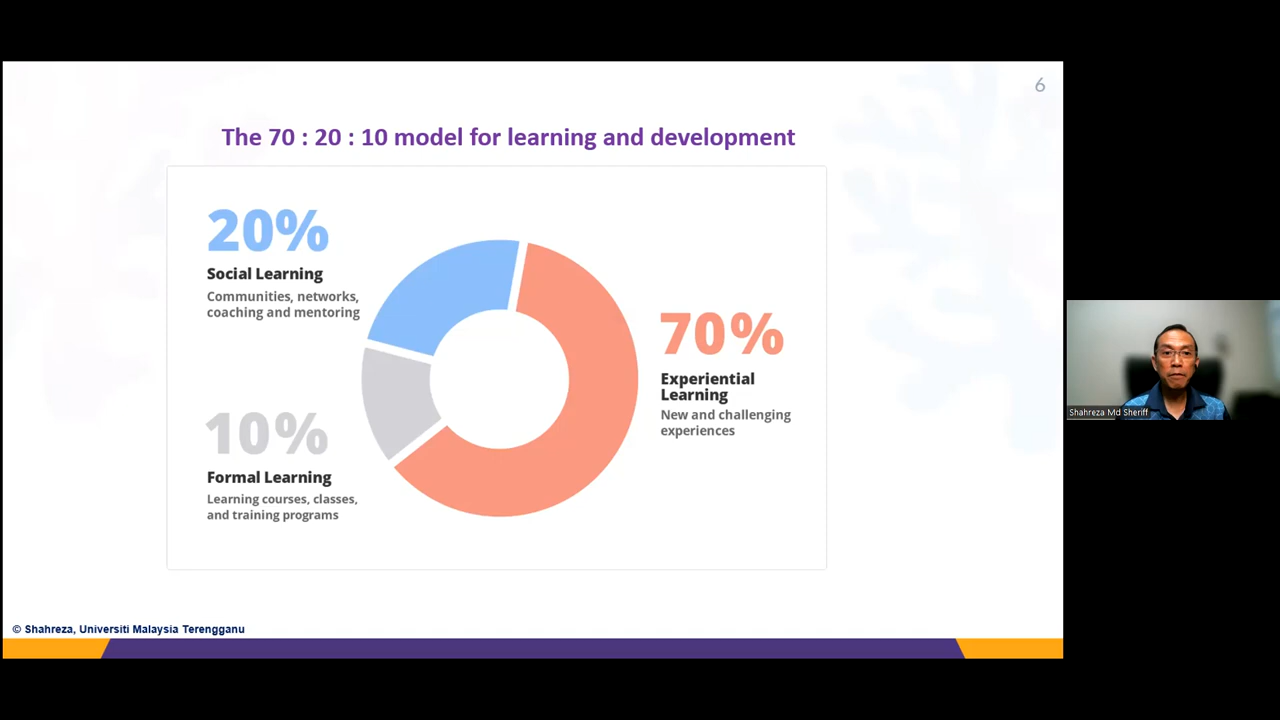 6
The 70 : 20 : 10 model for learning and development
20%
Social Learning
Communities, networks,
coaching and mentoring
70%
Experiential
Learning
New and challenging
experiences
10%
Formal Learning
Learning courses, classes,
and training programs
© Shahreza, Universiti Malaysia Terengganu
Shahreza Md Sheriff